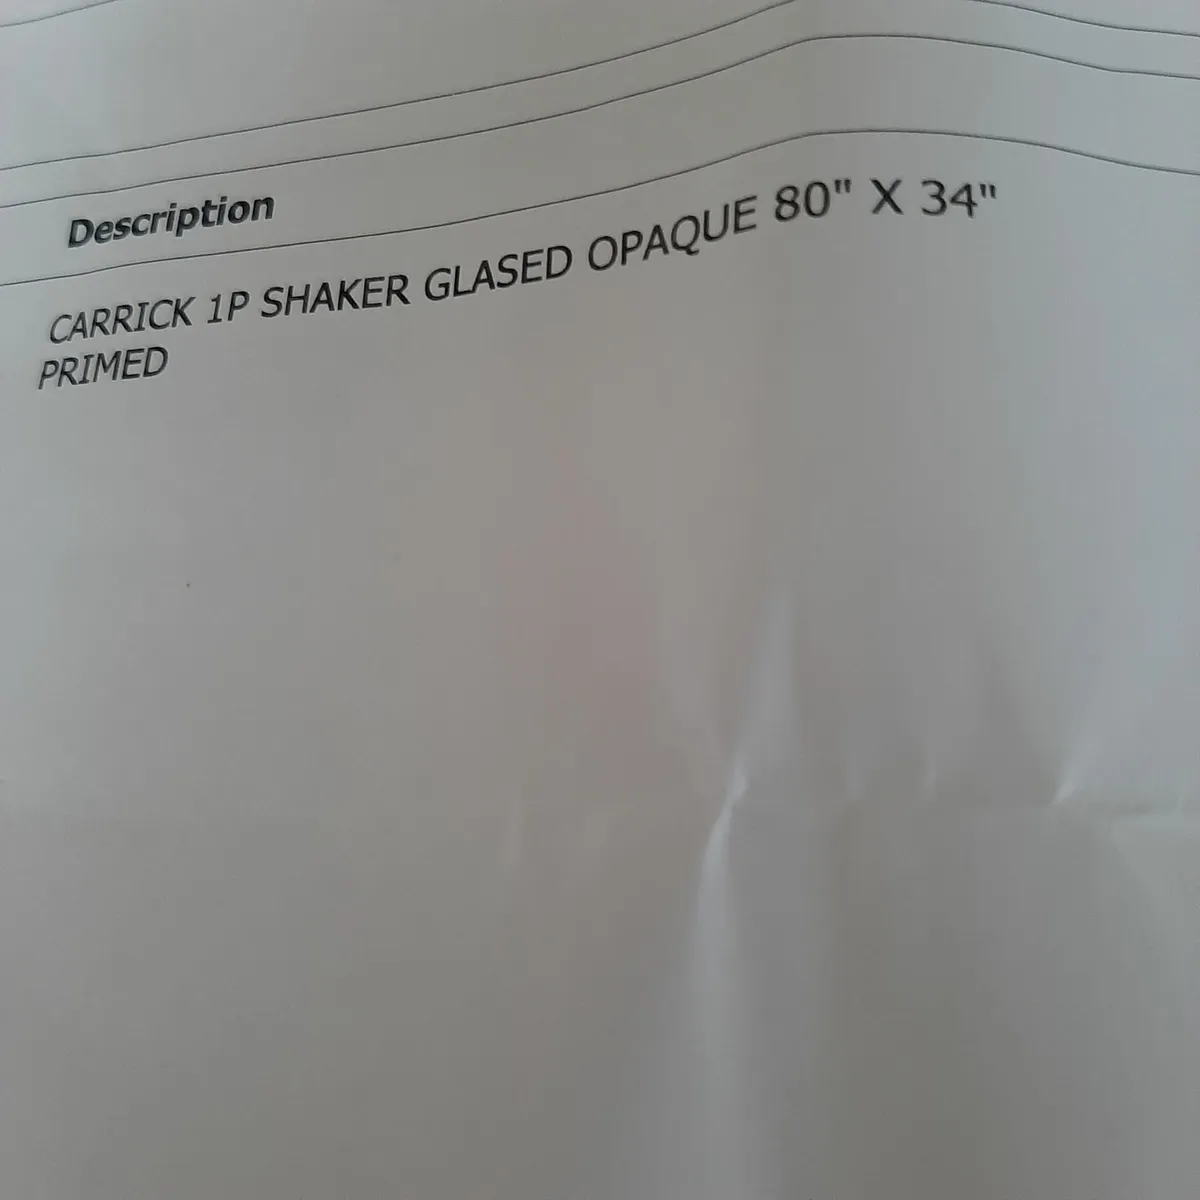 Description
CARRICK 1P SHAKER GLASED OPAQUE 80" X 34"
PRIMED